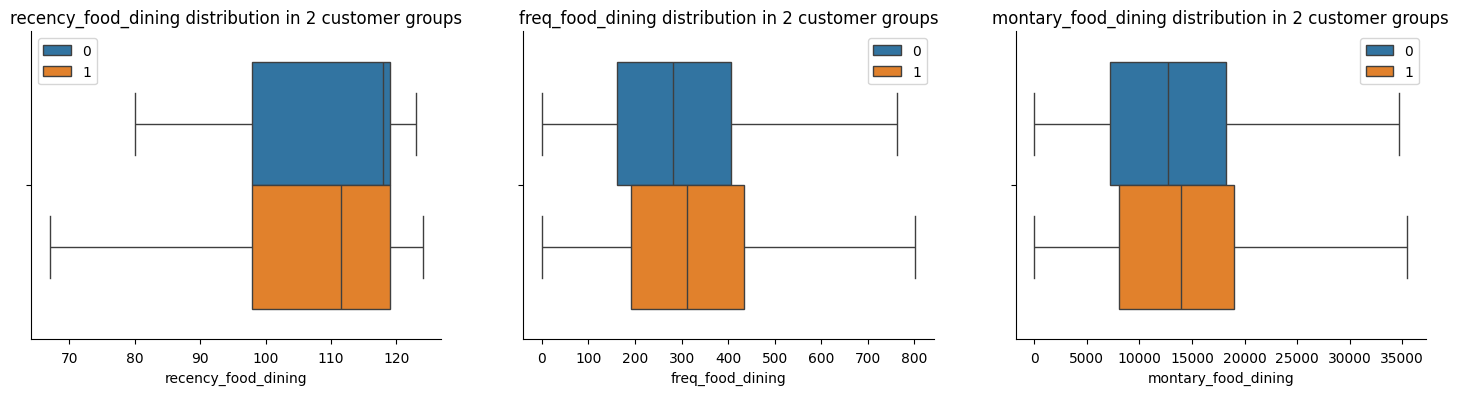 recency_food_dining distribution in 2 customer groups
0
1
70 80 90 100 110 120
recency_food_dining
freq_food_dining distribution in 2 customer groups
0
1
0 100 200 300 400 500 600 700 800
freq_food_dining
montary_food_dining distribution in 2 customer groups
0
1
0 5000 10000 15000 20000 25000 30000 35000
montary_food_dining